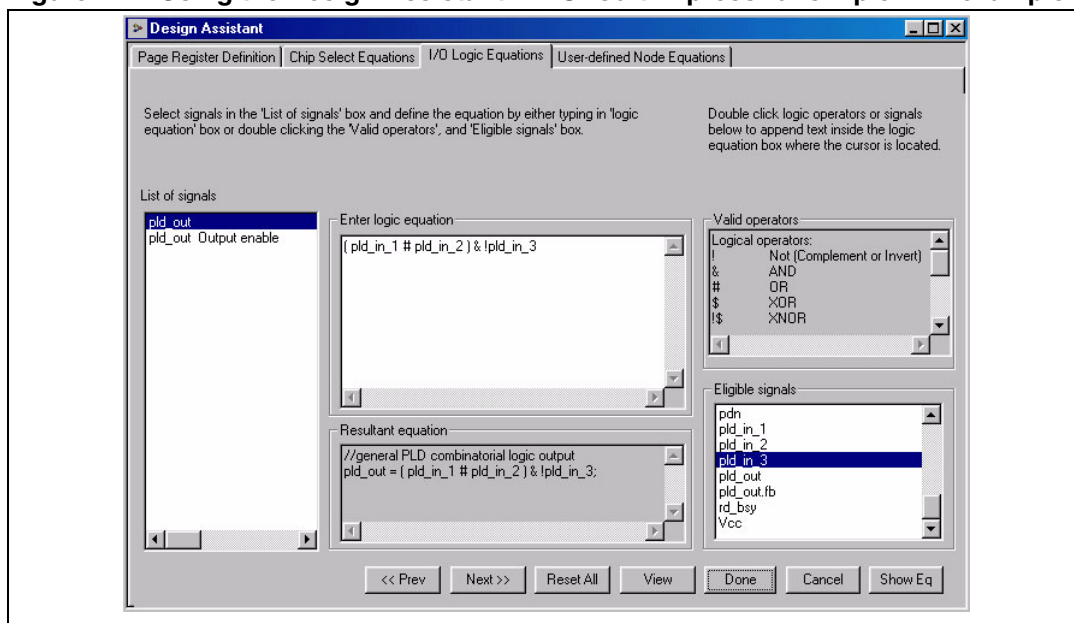 Design Assistant
Page Register Definition Chip Select Equations I/O Logic Equations User-defined Node Equations
Select signals in the 'List of signals' box and define the equation by either typing in 'logic
equation' box or double clicking the 'Valid operators', and 'Eligible signals' box.
Double click logic operators or signals
below to append text inside the logic
equation box where the cursor is located.
List of signals
pld_out
pld_out Output enable
Enter logic equation
( pld_in_1 # pld_in_2 ) & !pld_in_3
Resultant equation
//general PLD combinatorial logic output
pld_out = ( pld_in_1 # pld_in_2 ) & !pld_in_3;
Valid operators
Logical operators:
! Not (Complement or Invert)
& AND
# OR
$ XOR
!$ XNOR
Eligible signals
pdn
pld_in_1
pld_in_2
pld_in_3
pld_out
pld_out.fb
rd_bsy
Vcc
<< Prev Next >> Reset All View Done Cancel Show Eq